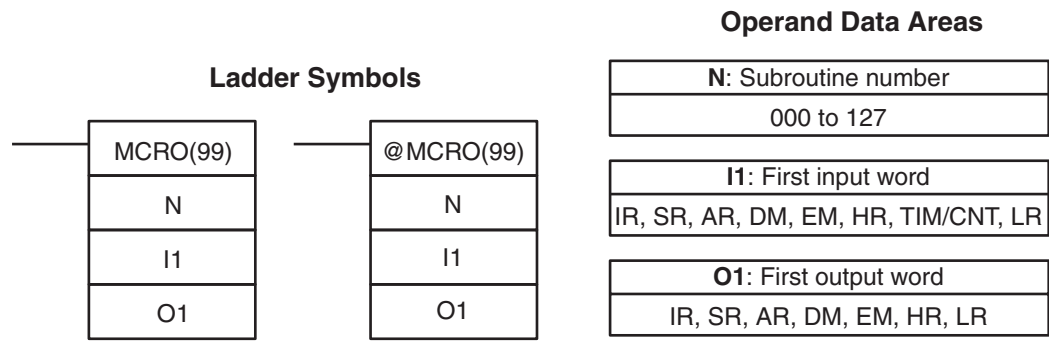 Operand Data Areas
Ladder Symbols
MCRO(99)
N
I1
O1
@MCRO(99)
N
I1
O1
N: Subroutine number
000 to 127
I1: First input word
IR, SR, AR, DM, EM, HR, TIM/CNT, LR
O1: First output word
IR, SR, AR, DM, EM, HR, LR